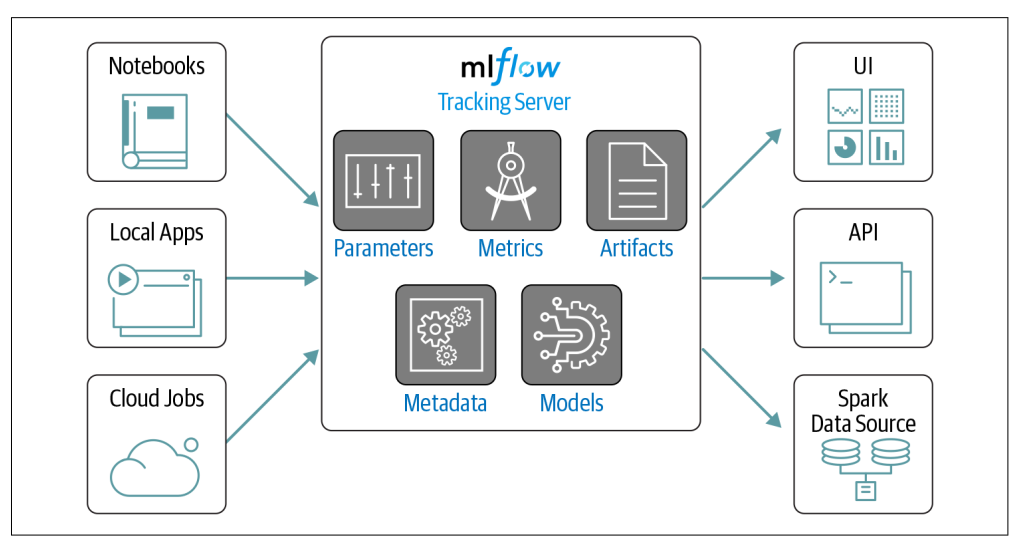 Notebooks
Local Apps
>
Cloud Jobs
mlflow
Tracking Server
Parameters
Metrics
Artifacts
Metadata
Models
UI
API
>_
Spark
Data Source